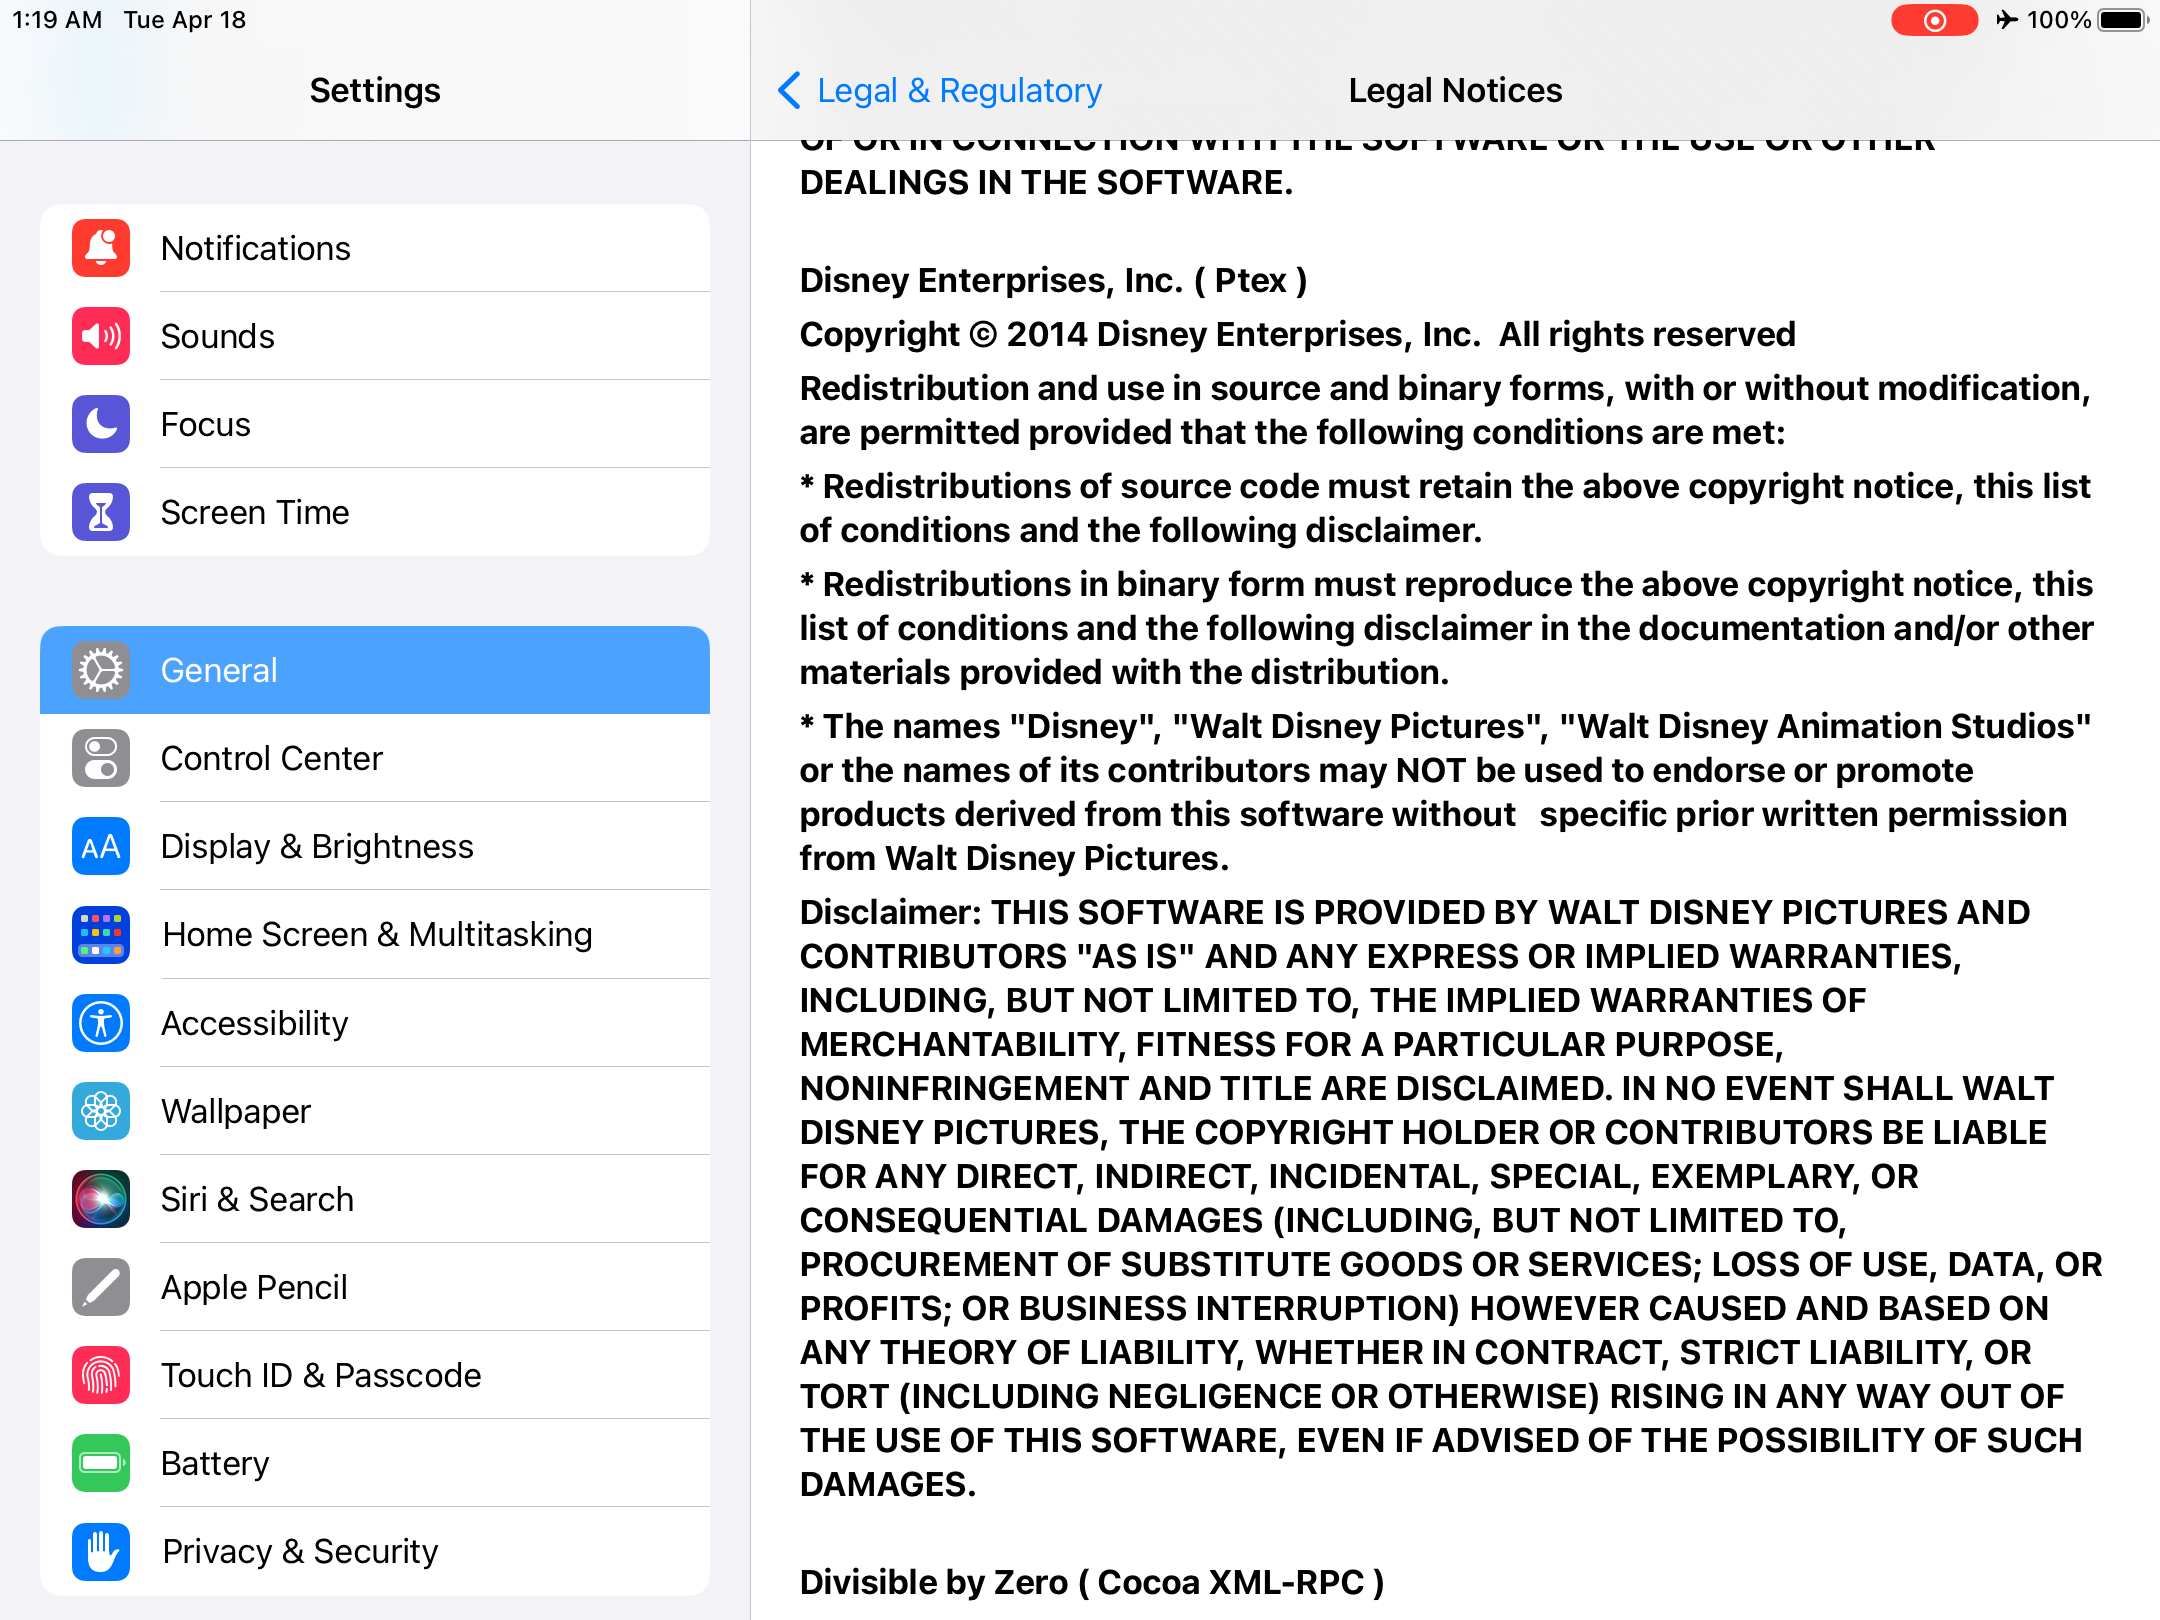 1:19 AM Tue Apr 18
100%
Settings
Notifications
Sounds
Focus
Screen Time
General
Control Center
AA Display & Brightness
Home Screen & Multitasking
Accessibility
Wallpaper
Siri & Search
Apple Pencil
Touch ID & Passcode
Battery
Privacy & Security
Legal & Regulatory
Legal Notices
OF OR IN CONNECTION WITH THE SOFTWARE OR THE USE OR OTHER
DEALINGS IN THE SOFTWARE.
Disney Enterprises, Inc. ( Ptex )
Copyright © 2014 Disney Enterprises, Inc.  All rights reserved
Redistribution and use in source and binary forms, with or without modification,
are permitted provided that the following conditions are met:
* Redistributions of source code must retain the above copyright notice, this list
of conditions and the following disclaimer.
* Redistributions in binary form must reproduce the above copyright notice, this
list of conditions and the following disclaimer in the documentation and/or other
materials provided with the distribution.
* The names "Disney", "Walt Disney Pictures", "Walt Disney Animation Studios"
or the names of its contributors may NOT be used to endorse or promote
products derived from this software without   specific prior written permission
from Walt Disney Pictures.
Disclaimer: THIS SOFTWARE IS PROVIDED BY WALT DISNEY PICTURES AND
CONTRIBUTORS "AS IS" AND ANY EXPRESS OR IMPLIED WARRANTIES,
INCLUDING, BUT NOT LIMITED TO, THE IMPLIED WARRANTIES OF
MERCHANTABILITY, FITNESS FOR A PARTICULAR PURPOSE,
NONINFRINGEMENT AND TITLE ARE DISCLAIMED. IN NO EVENT SHALL WALT
DISNEY PICTURES, THE COPYRIGHT HOLDER OR CONTRIBUTORS BE LIABLE
FOR ANY DIRECT, INDIRECT, INCIDENTAL, SPECIAL, EXEMPLARY, OR
CONSEQUENTIAL DAMAGES (INCLUDING, BUT NOT LIMITED TO,
PROCUREMENT OF SUBSTITUTE GOODS OR SERVICES; LOSS OF USE, DATA, OR
PROFITS; OR BUSINESS INTERRUPTION) HOWEVER CAUSED AND BASED ON
ANY THEORY OF LIABILITY, WHETHER IN CONTRACT, STRICT LIABILITY, OR
TORT (INCLUDING NEGLIGENCE OR OTHERWISE) RISING IN ANY WAY OUT OF
THE USE OF THIS SOFTWARE, EVEN IF ADVISED OF THE POSSIBILITY OF SUCH
DAMAGES.
Divisible by Zero ( Cocoa XML-RPC )